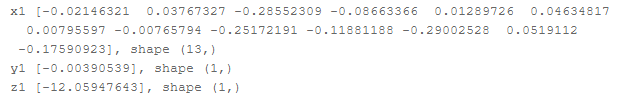 x1 [-0.02146321 0.03767327 -0.28552309 -0.08663366 0.01289726 0.04634817
0.00795597 -0.00765794 -0.25172191 -0.11881188 -0.29002528 0.0519112
-0.17590923], shape (13,)
y1 [-0.00390539], shape (1,)
z1 [-12.05947643], shape (1,)